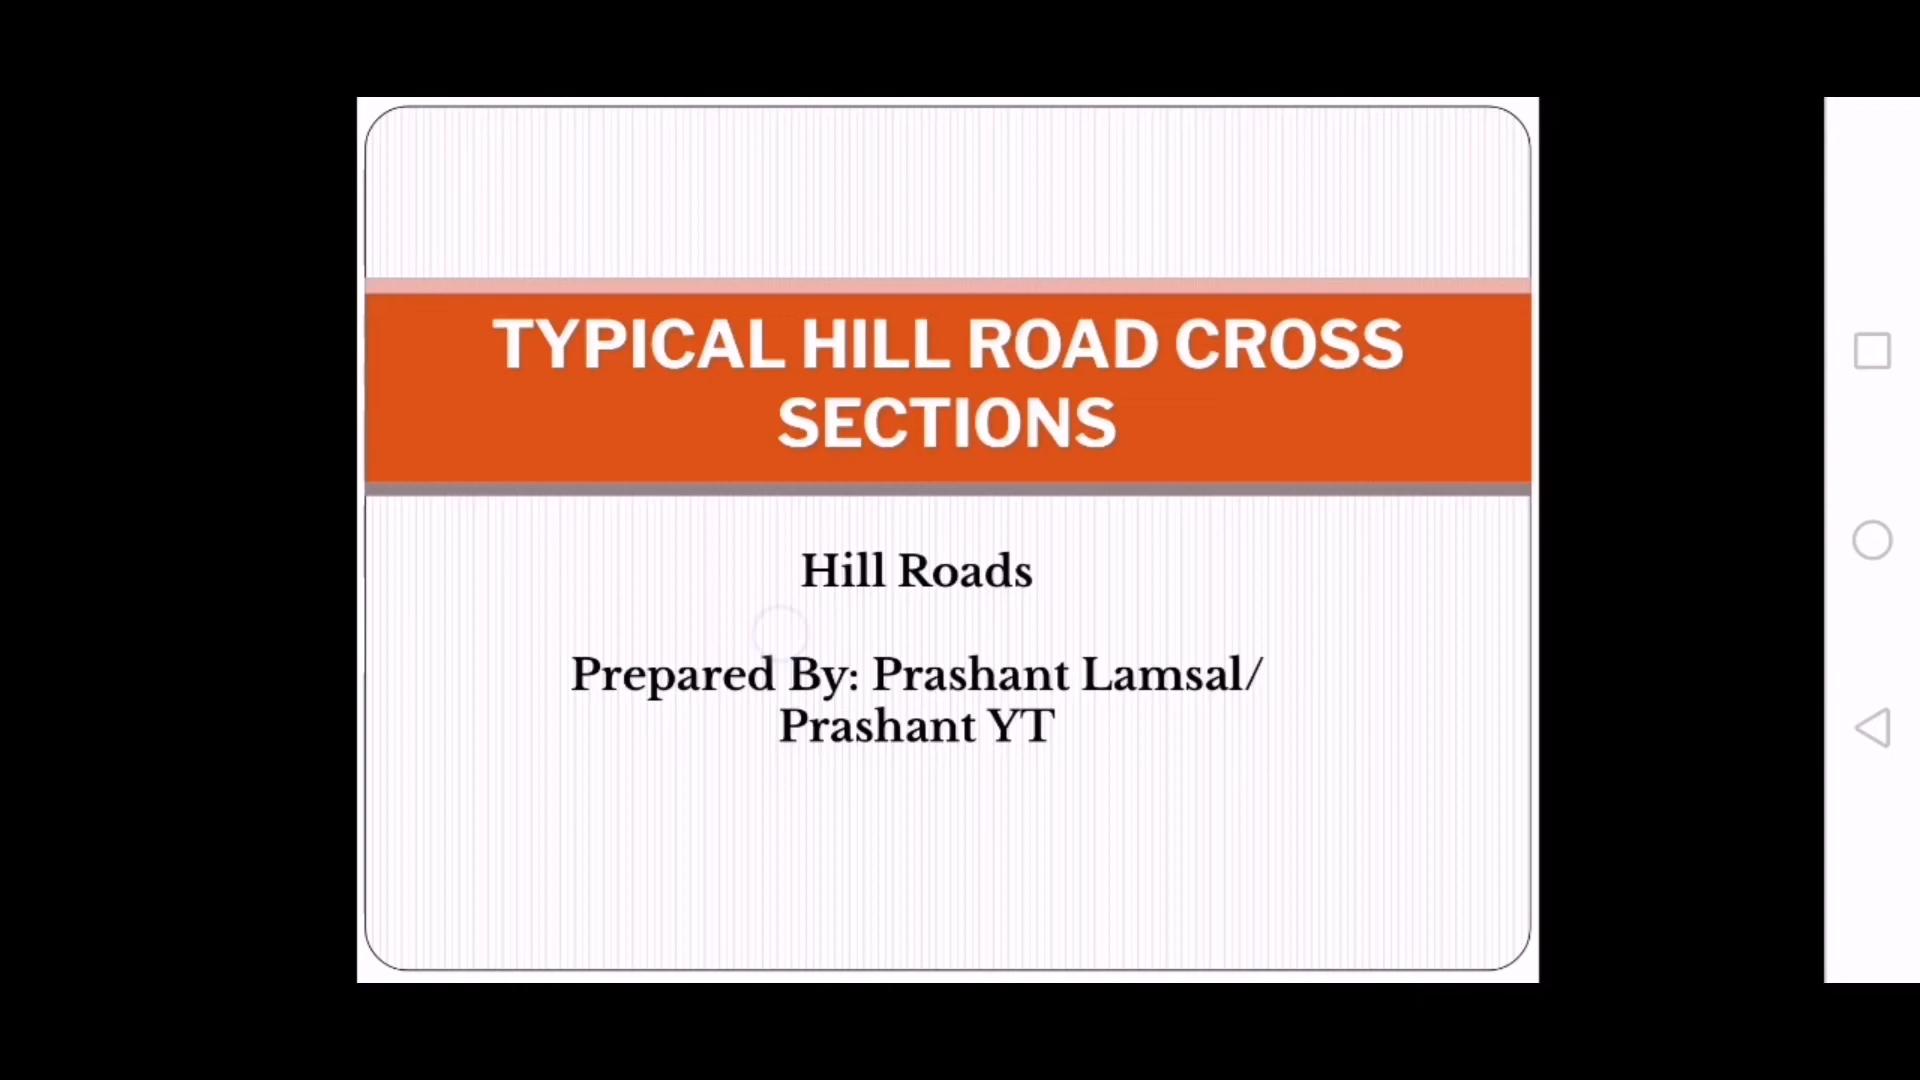 TYPICAL HILL ROAD CROSS
SECTIONS
Hill Roads
Prepared By: Prashant Lamsal/
Prashant YT